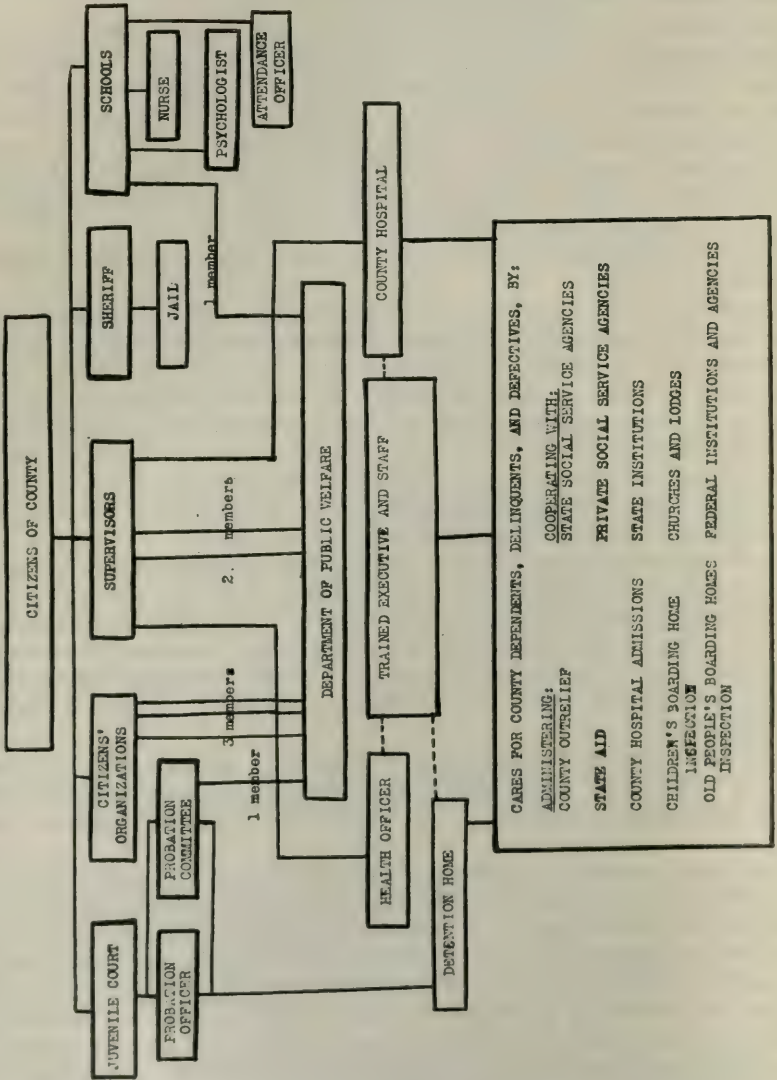 CITIZENS OF COUNTY
JUVENILE COURT
CITIZENS'
ORGANIZATIONS
SUPERVISORS
SHERIFF
SCHOOLS
PROBATION
OFFICER
PROBATION
COMMITTEE
JAIL
NURSE
PSYCHOLOGIST
ATTENDANCE
OFFICER
1 member
3 members
2. members
1 member
DEPARTMENT OF PUBLIC WELFARE
HEALTH OFFICER
TRAINED EXECUTIVE AND STAFF
COUNTY HOSPITAL
DETENTION HOME
CARES FOR COUNTY DEPENDENTS, DELINQUENTS, AND DEFECTIVES, BY:
ADMINISTERING:
COUNTY OUTRELIEF
STATE AID
COUNTY HOSPITAL ADMISSIONS
CHILDREN'S BOARDING HOME
INSPECTION
OLD PEOPLE'S BOARDING HOMES
INSPECTION
COOPERATING WITH:
STATE SOCIAL SERVICE AGENCIES
PRIVATE SOCIAL SERVICE AGENCIES
STATE INSTITUTIONS
CHURCHES AND LODGES
FEDERAL INSTITUTIONS AND AGENCIES